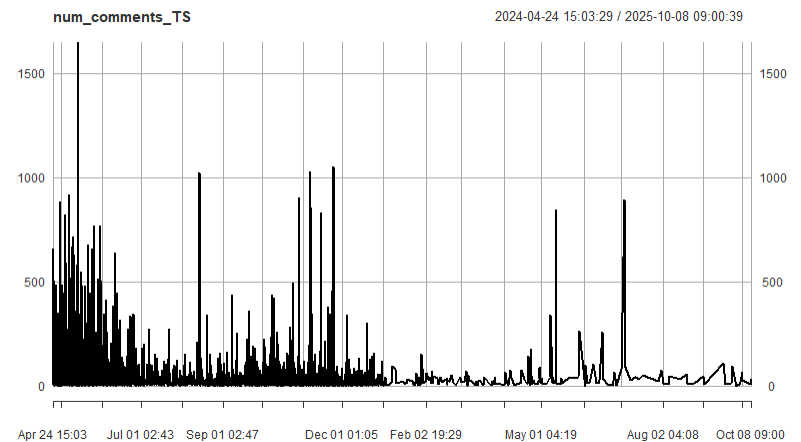 num_comments_TS 2024-04-24 15:03:29 / 2025-10-08 09:00:39
1500 1500
1000 1000
500 500
0 0
Apr 24 15:03 Jul 01 02:43 Sep 01 02:47 Dec 01 01:05 Feb 02 19:29 May 01 04:19 Aug 02 04:08 Oct 08 09:00